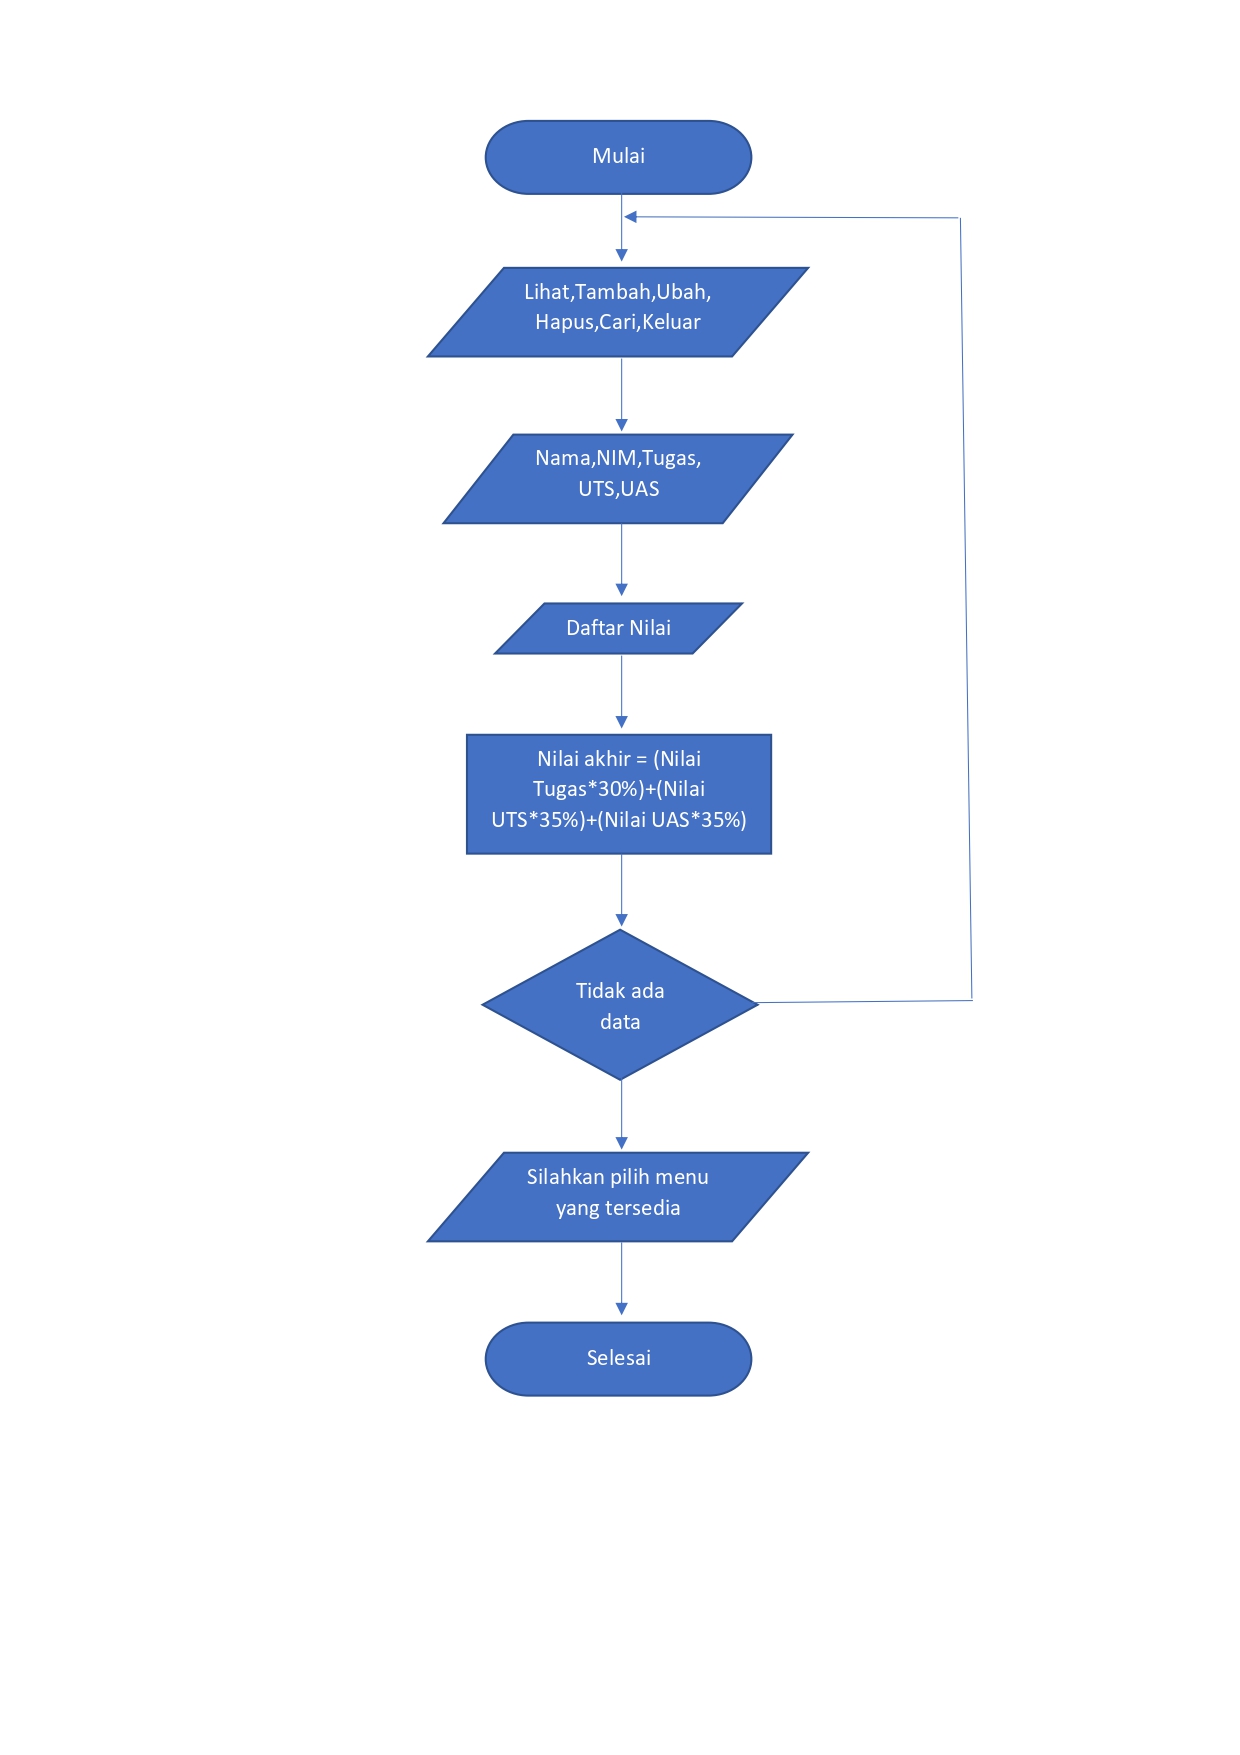 Mulai
Lihat,Tambah,Ubah,
Hapus,Cari,Keluar
Nama,NIM,Tugas,
UTS,UAS
Daftar Nilai
Nilai akhir = (Nilai
Tugas*30%)+(Nilai
UTS*35%)+(Nilai UAS*35%)
Tidak ada
data
Silahkan pilih menu
yang tersedia
Selesai